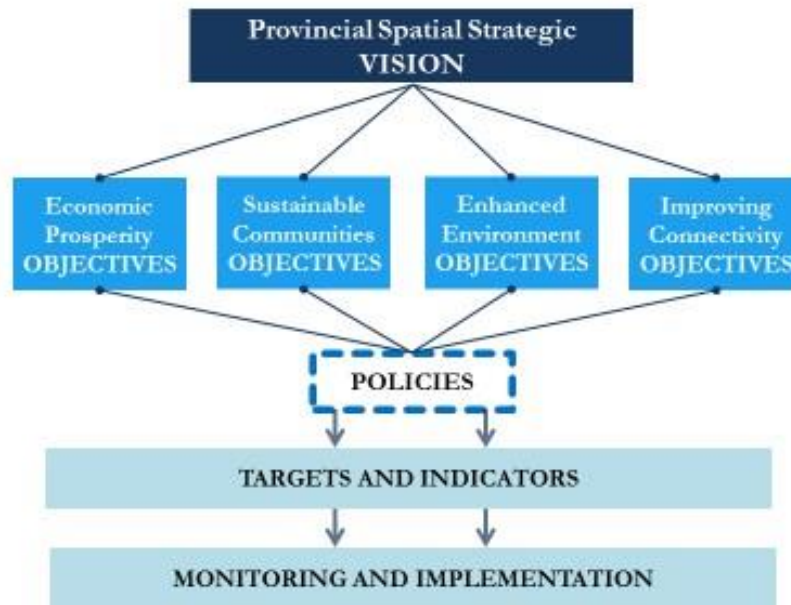 Provincial Spatial Strategic
VISION
Economic
Prosperity
OBJECTIVES
Sustainable
Communities
OBJECTIVES
Enhanced
Environment
OBJECTIVES
Improving
Connectivity
OBJECTIVES
POLICIES
TARGETS AND INDICATORS
MONITORING AND IMPLEMENTATION